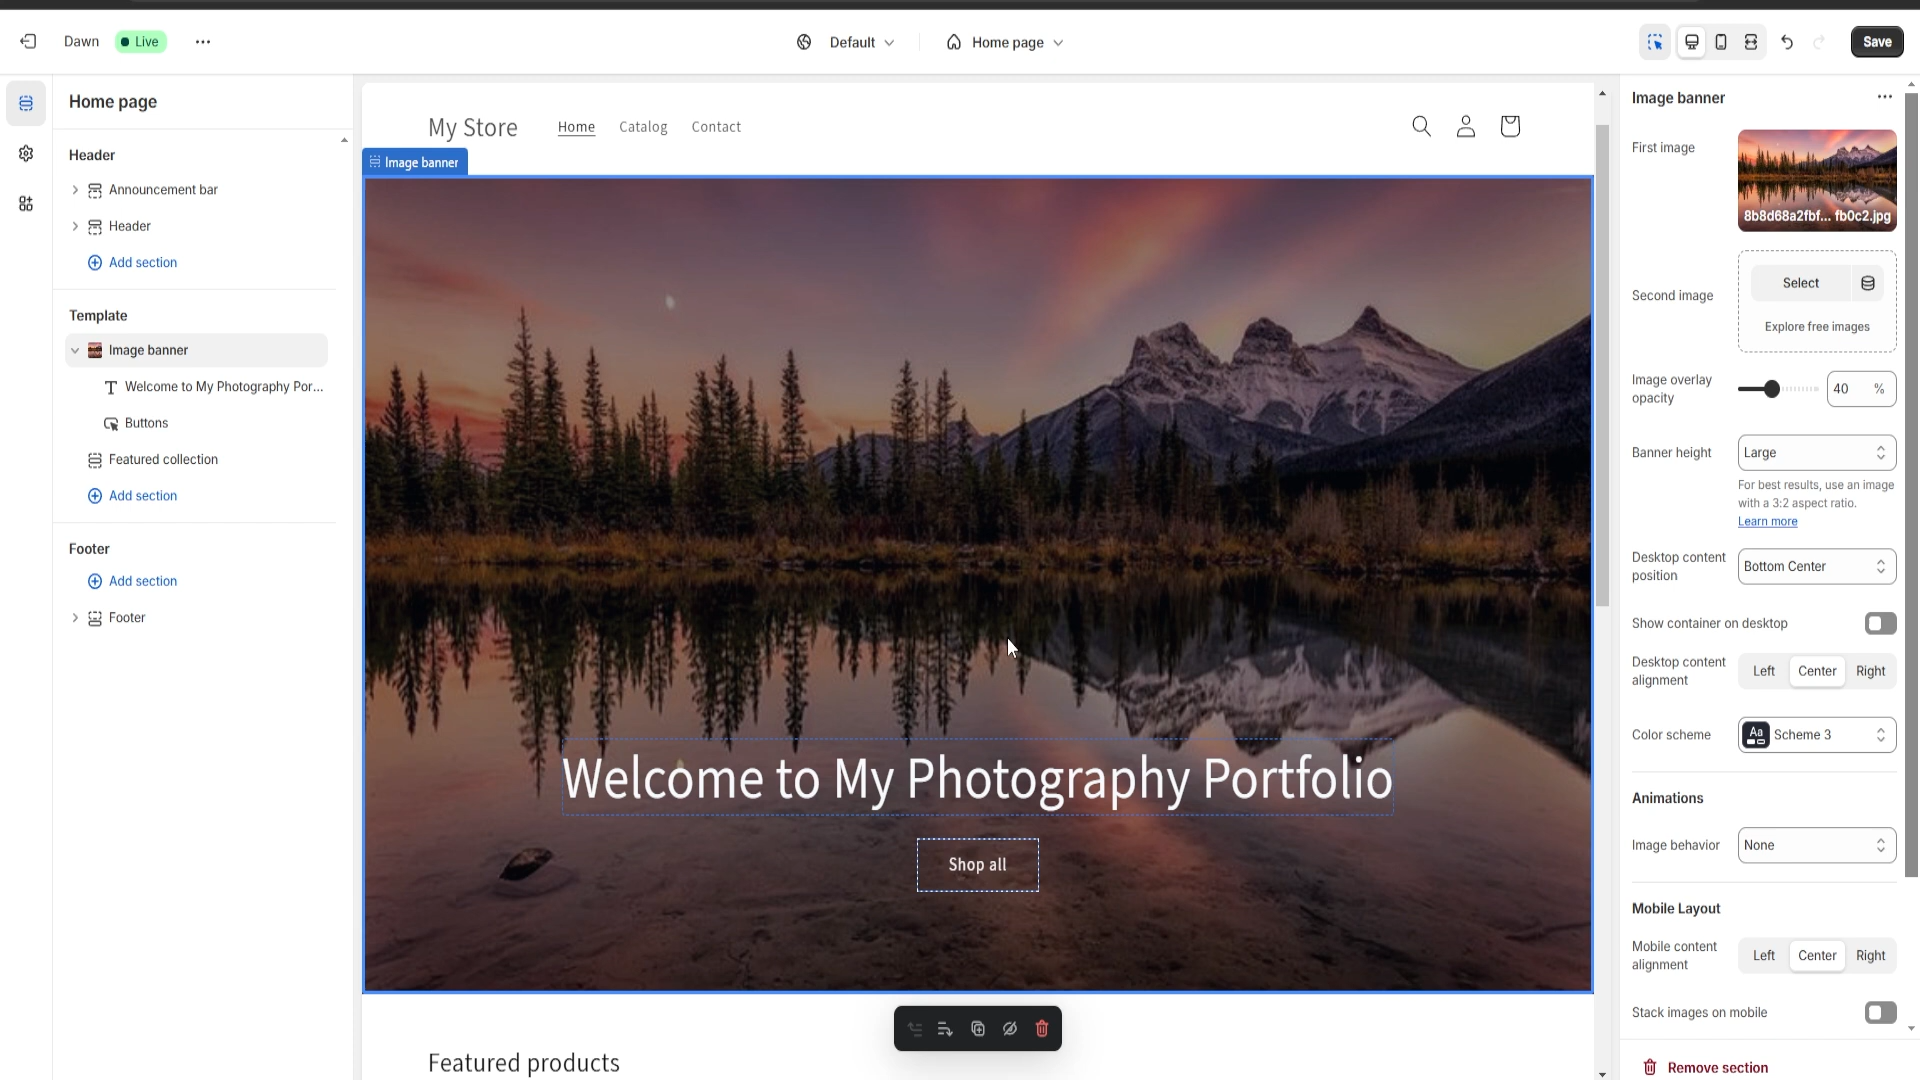 Dawn
Live
Default
Home page
Save
Home page
Header
Announcement bar
Header
Add section
Template
Image banner
Welcome to My Photography Por...
Buttons
Featured collection
Add section
Footer
Add section
Footer
My Store
Home
Catalog
Contact
Image banner
Welcome to My Photography Portfolio
Shop all
Featured products
Image banner
First image
8b8d68a2fbf... fb0c2.jpg
Second image
Select
Explore free images
Image overlay
opacity
40 %
Banner height
Large
For best results, use an image
with a 3:2 aspect ratio.
Learn more
Desktop content
position
Bottom Center
Show container on desktop
Desktop content
alignment
Left Center Right
Color scheme
Aa
Scheme 3
Animations
Image behavior
None
Mobile Layout
Mobile content
alignment
Left Center Right
Stack images on mobile
Remove section